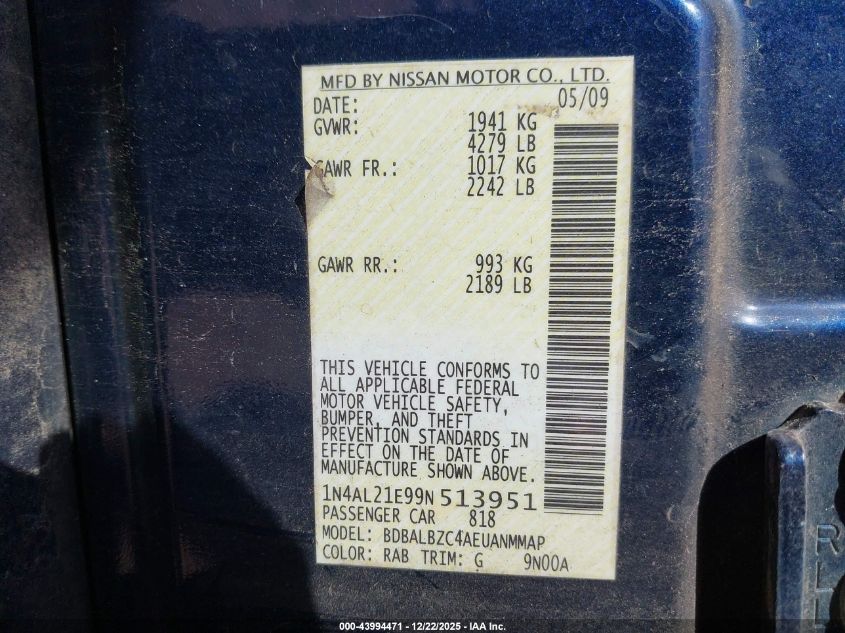 MFD BY NISSAN MOTOR CO., LTD.
DATE: 05/09
GVWR: 1941 KG
4279 LB
GAWR FR.: 1017 KG
2242 LB
GAWR RR.: 993 KG
2189 LB
THIS VEHICLE CONFORMS TO
ALL APPLICABLE FEDERAL
MOTOR VEHICLE SAFETY,
BUMPER, AND THEFT
PREVENTION STANDARDS IN
EFFECT ON THE DATE OF
MANUFACTURE SHOWN ABOVE.
1N4AL21E99N 513951
PASSENGER CAR 818
MODEL: BDBALBZC4AEUANMMAP
COLOR: RAB TRIM: G 9N00A
000-43994471 - 12/22/2025 - IAA Inc.